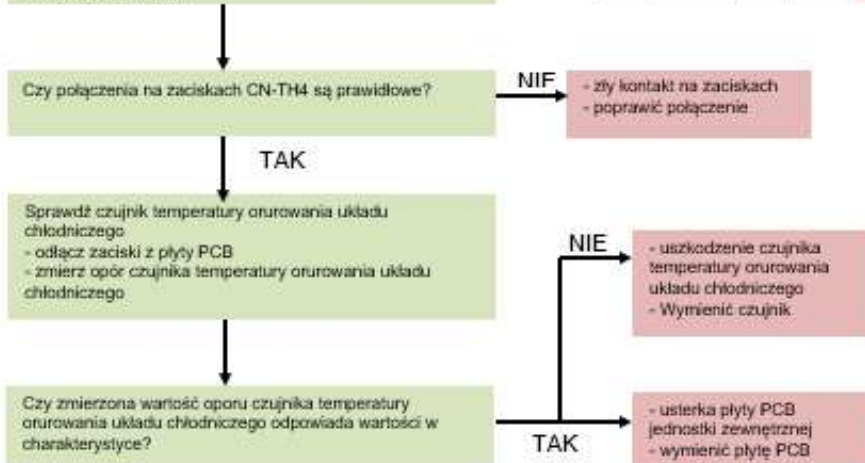 Czy połączenia na zaciskach CN-TH4 są prawidłowe?
NIE
- zły kontakt na zaciskach
- poprawić połączenie
TAK
Sprawdź czujnik temperatury orurowania układu
chłodniczego
- odłącz zaciski z płyty PCB
- zmierz opór czujnika temperatury orurowania układu
chłodniczego
NIE
- uszkodzenie czujnika
temperatury orurowania
układu chłodniczego
- Wymienić czujnik
Czy zmierzona wartość oporu czujnika temperatury
orurowania układu chłodniczego odpowiada wartości w
charakterystyce?
TAK
- usterka płyty PCB
jednostki zewnętrznej
- wymienić płytę PCB